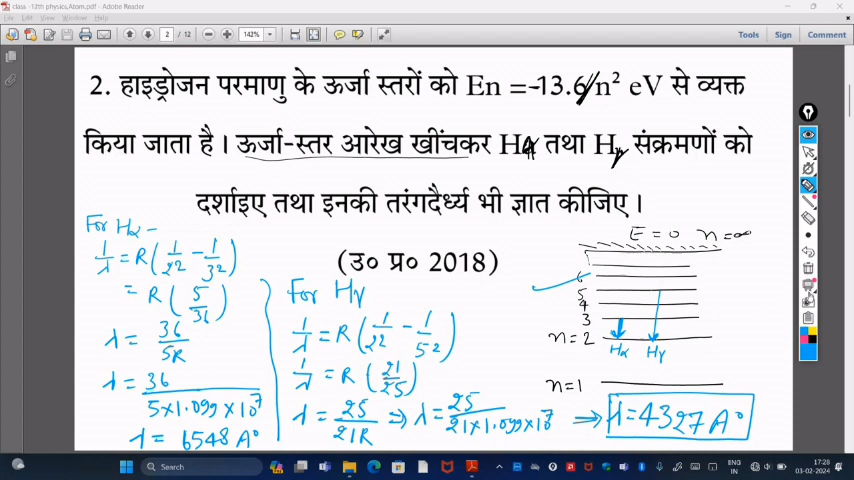 class -12th physics,Atom.pdf - Adobe Reader
File Edit View Window Help
2 / 12 142% Tools Sign Comment
2. हाइड्रोजन परमाणु के ऊर्जा स्तरों को En = -13.6/n² eV से व्यक्त
किया जाता है। ऊर्जा-स्तर आरेख खींचकर Hα तथा Hγ संक्रमणों को
दर्शाइए तथा इनकी तरंगदैर्ध्य भी ज्ञात कीजिए।
(उ० प्र० 2018)
For Hα -
1/λ = R(1/2² - 1/3²)
= R(5/36)
λ = 36/5R
λ = 36/5×1.099×10⁷
λ = 6548 A°
For Hγ
1/λ = R(1/2² - 1/5²)
1/λ = R(21/25)
λ = 25/21R ⇒ λ = 25/21×1.099×10⁷ ⇒ λ = 4327 A°
E = 0 n = ∞
6
5
4
3
n = 2
Hα Hγ
n = 1
Search
ENG
IN
17:28
03-02-2024